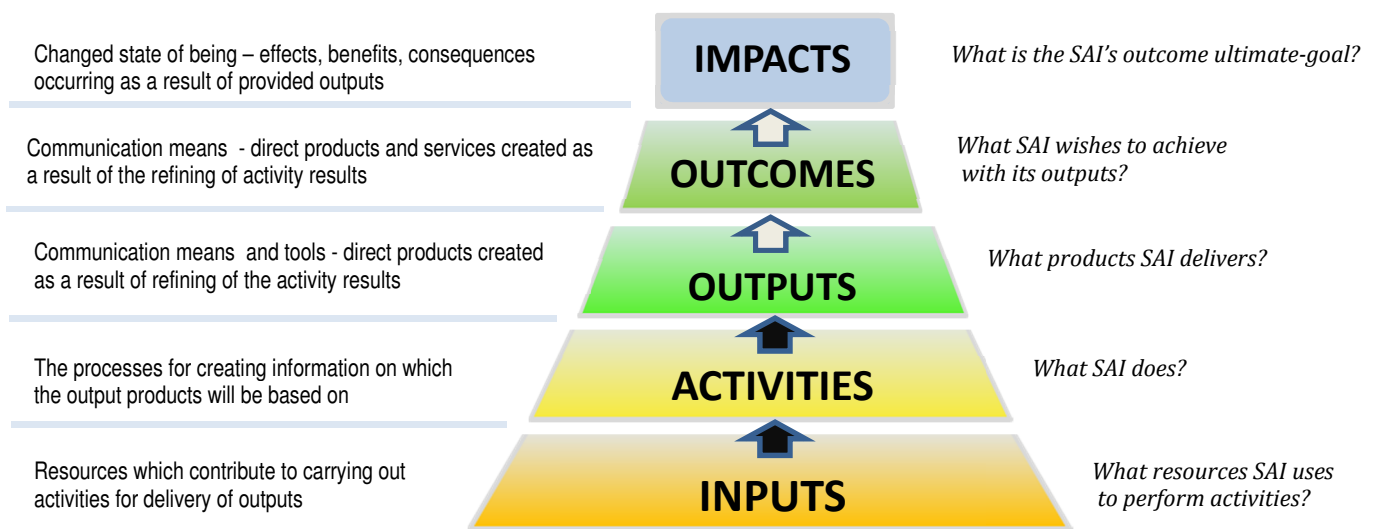 Changed state of being – effects, benefits, consequences
occurring as a result of provided outputs
IMPACTS
What is the SAI's outcome ultimate-goal?
Communication means - direct products and services created as
a result of the refining of activity results
OUTCOMES
What SAI wishes to achieve
with its outputs?
Communication means and tools - direct products created
as a result of refining of the activity results
OUTPUTS
What products SAI delivers?
The processes for creating information on which
the output products will be based on
ACTIVITIES
What SAI does?
Resources which contribute to carrying out
activities for delivery of outputs
INPUTS
What resources SAI uses
to perform activities?